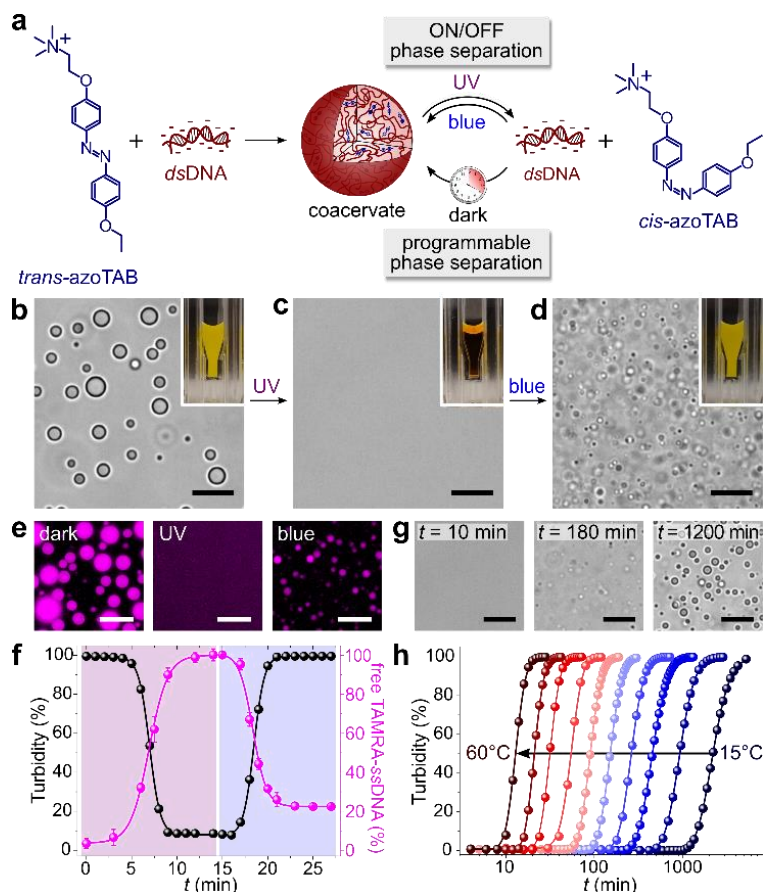 a
ON/OFF
phase separation
UV
blue
N+
O
N
N
O
+
dsDNA
coacervate
dark
dsDNA
+
N+
O
N=N
O
trans-azoTAB
programmable
phase separation
cis-azoTAB
b
c
d
UV
blue
e
dark
UV
blue
g
t = 10 min
t = 180 min
t = 1200 min
f
Turbidity (%)
100
80
60
40
20
0
100
80
60
40
20
0
free TAMRA-ssDNA (%)
0
5
10
15
20
25
t (min)
h
Turbidity (%)
100
80
60
40
20
0
60°C
15°C
10
100
1000
t (min)